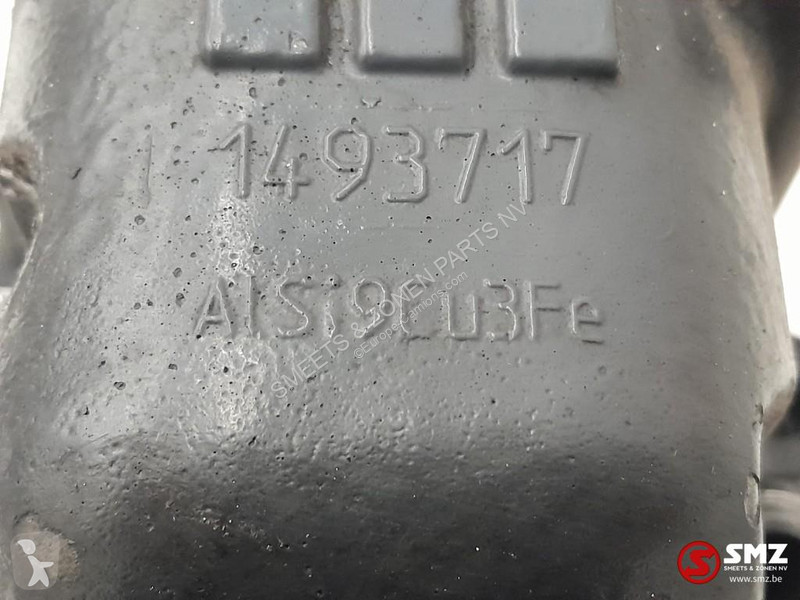 1493717
AlSi9Cu3Fe
SMEETS & ZONEN PARTS NV
©Europe-camions.com
SMZ
SMEETS & ZONEN NV
www.smz.be